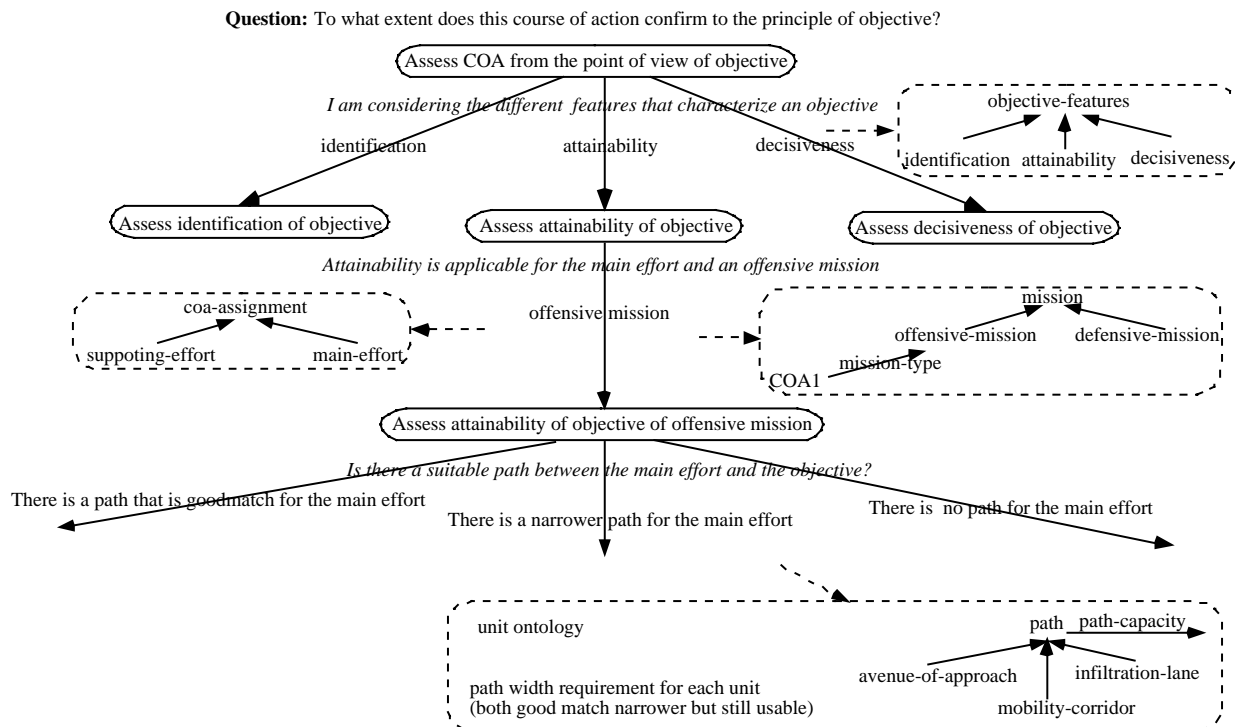 Question: To what extent does this course of action confirm to the principle of objective?
Assess COA from the point of view of objective
I am considering the different features that characterize an objective
objective-features
identification
attainability
decisiveness
identification
attainability
decisiveness
Assess identification of objective
Assess attainability of objective
Assess decisiveness of objective
Attainability is applicable for the main effort and an offensive mission
coa-assignment
suppoting-effort
main-effort
offensive mission
mission
offensive-mission
defensive-mission
mission-type
COA1
Assess attainability of objective of offensive mission
Is there a suitable path between the main effort and the objective?
There is a path that is goodmatch for the main effort
There is a narrower path for the main effort
There is no path for the main effort
unit ontology
path
path-capacity
avenue-of-approach
infiltration-lane
mobility-corridor
path width requirement for each unit
(both good match narrower but still usable)